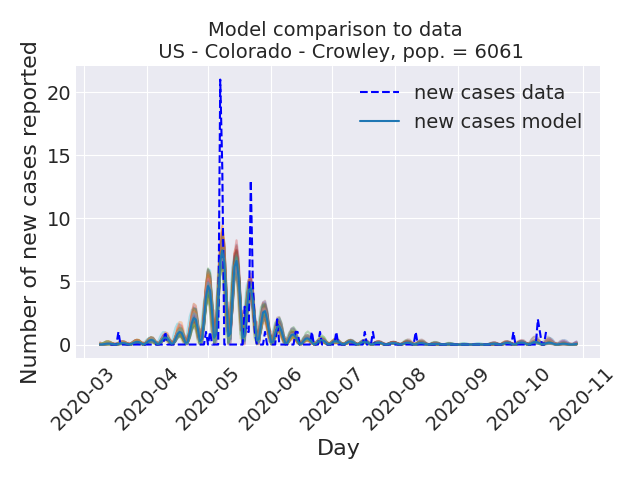 Model comparison to data
US - Colorado - Crowley, pop. = 6061
new cases data
new cases model
Number of new cases reported
20
15
10
5
0
2020-03
2020-04
2020-05
2020-06
2020-07
2020-08
2020-09
2020-10
2020-11
Day